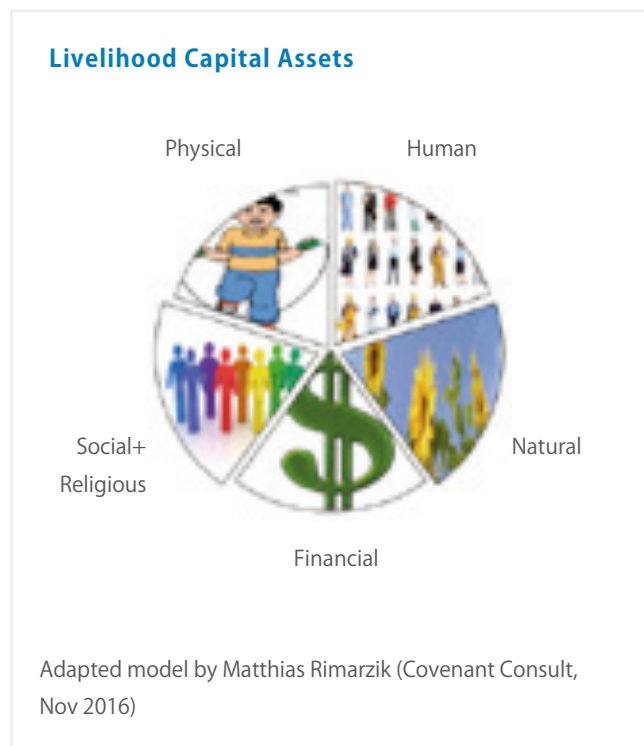 Livelihood Capital Assets
Physical
Human
Social+
Religious
Natural
Financial
Adapted model by Matthias Rimarzik (Covenant Consult,
Nov 2016)